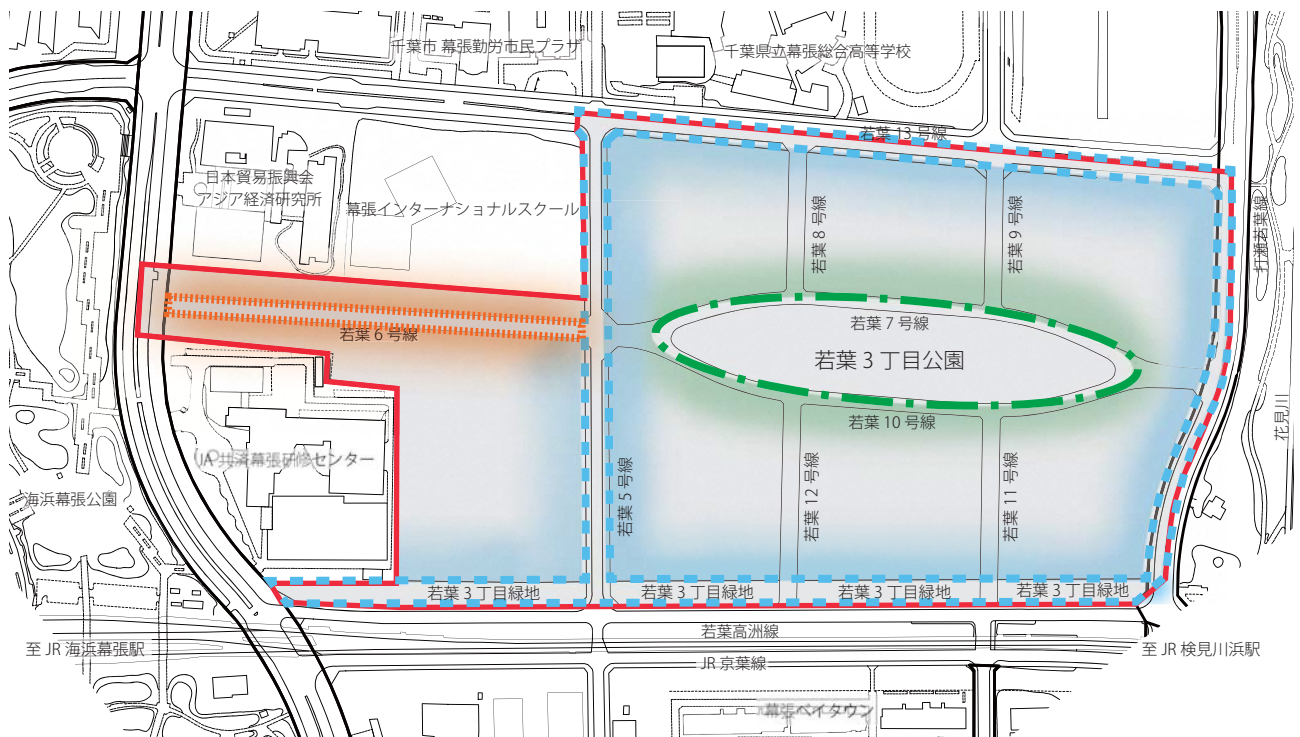 千葉市 幕張勤労市民プラザ
千葉県立幕張総合高等学校
若葉 13 号線
日本貿易振興会
アジア経済研究所
幕張インターナショナルスクール
若葉 8 号線
若葉 9 号線
打瀬若葉線
若葉 6 号線
若葉 7 号線
若葉 3 丁目公園
若葉 10 号線
花見川
JA 共済幕張研修センター
若葉 5 号線
若葉 12 号線
若葉 11 号線
海浜幕張公園
若葉 3 丁目緑地
若葉 3 丁目緑地
若葉 3 丁目緑地
若葉 3 丁目緑地
若葉高洲線
至 JR 海浜幕張駅
至 JR 検見川浜駅
JR 京葉線
幕張ベイタウン